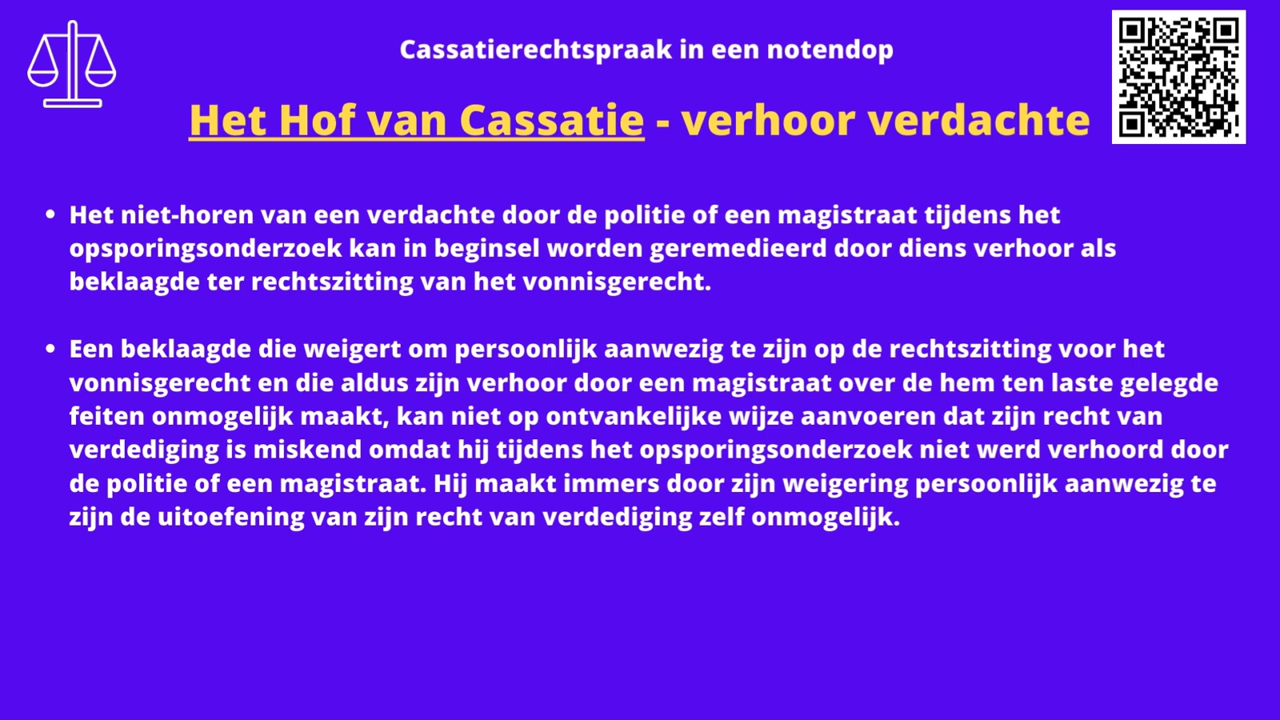 Cassatierechtspraak in een notendop
Het Hof van Cassatie - verhoor verdachte
• Het niet-horen van een verdachte door de politie of een magistraat tijdens het
opsporingsonderzoek kan in beginsel worden geremedieerd door diens verhoor als
beklaagde ter rechtszitting van het vonnisgerecht.
• Een beklaagde die weigert om persoonlijk aanwezig te zijn op de rechtszitting voor het
vonnisgerecht en die aldus zijn verhoor door een magistraat over de hem ten laste gelegde
feiten onmogelijk maakt, kan niet op ontvankelijke wijze aanvoeren dat zijn recht van
verdediging is miskend omdat hij tijdens het opsporingsonderzoek niet werd verhoord door
de politie of een magistraat. Hij maakt immers door zijn weigering persoonlijk aanwezig te
zijn de uitoefening van zijn recht van verdediging zelf onmogelijk.